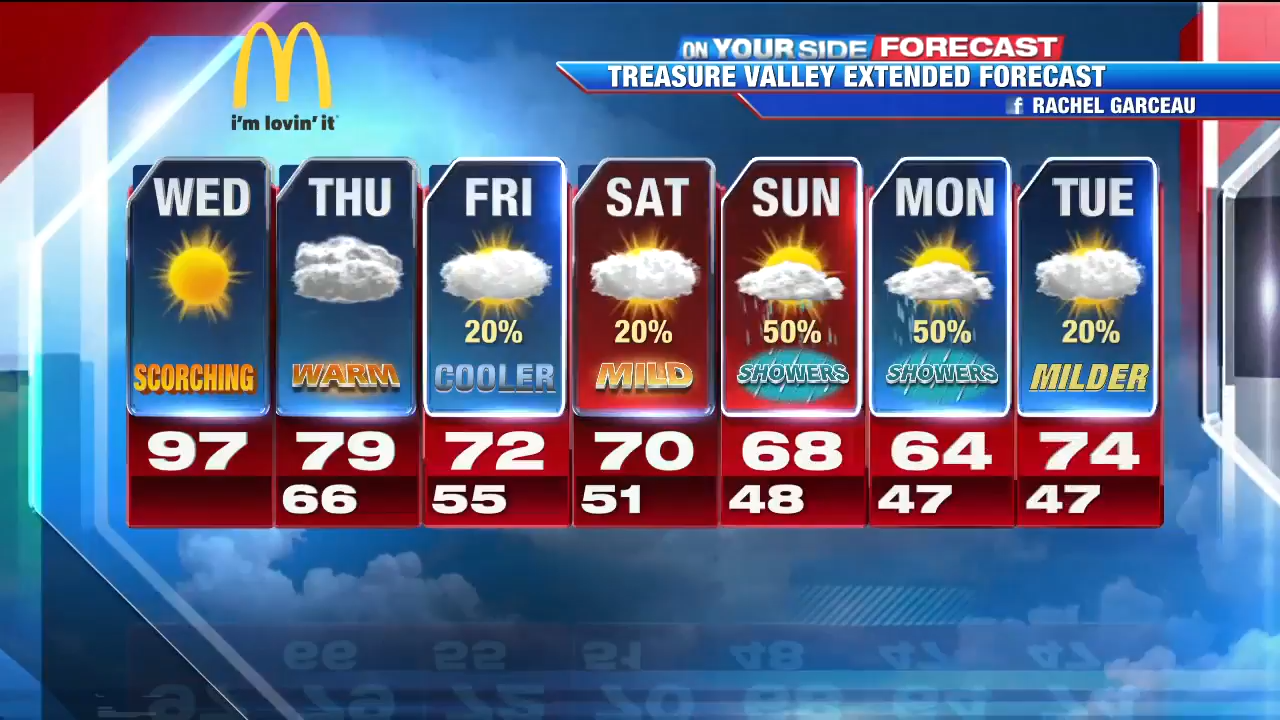 i'm lovin' it
ON YOUR SIDE FORECAST
TREASURE VALLEY EXTENDED FORECAST
f RACHEL GARCEAU
WED THU FRI SAT SUN MON TUE
20% 20% 50% 50% 20%
SCORCHING WARM COOLER MILD SHOWERS SHOWERS MILDER
97 79 72 70 68 64 74
66 55 51 48 47 47